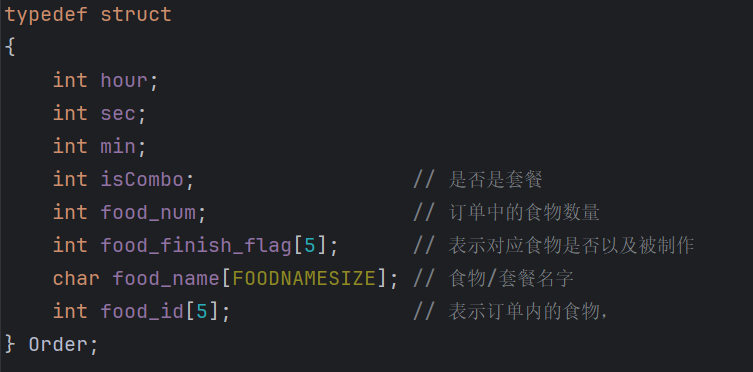 typedef struct
{
    int hour;
    int sec;
    int min;
    int isCombo;                  // 是否是套餐
    int food_num;                 // 订单中的食物数量
    int food_finish_flag[5];      // 表示对应食物是否以及被制作
    char food_name[FOODNAMESIZE]; // 食物/套餐名字
    int food_id[5];               // 表示订单内的食物，
} Order;